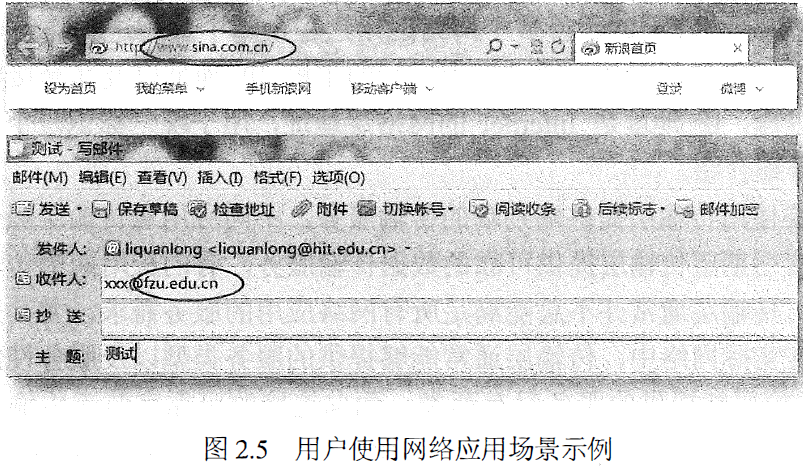 http://www.sina.com.cn/ 新浪首页
设为首页 我的菜单 手机新浪网 移动客户端 登录 微博
测试 - 写邮件
邮件(M) 编辑(E) 查看(V) 插入(I) 格式(F) 选项(O)
发送 保存草稿 检查地址 附件 切换帐号 阅读收条 后续标志 邮件加密
发件人: liquanlong <liquanlong@hit.edu.cn>
收件人: xxx@fzu.edu.cn
抄 送:
主 题: 测试
图 2.5 用户使用网络应用场景示例